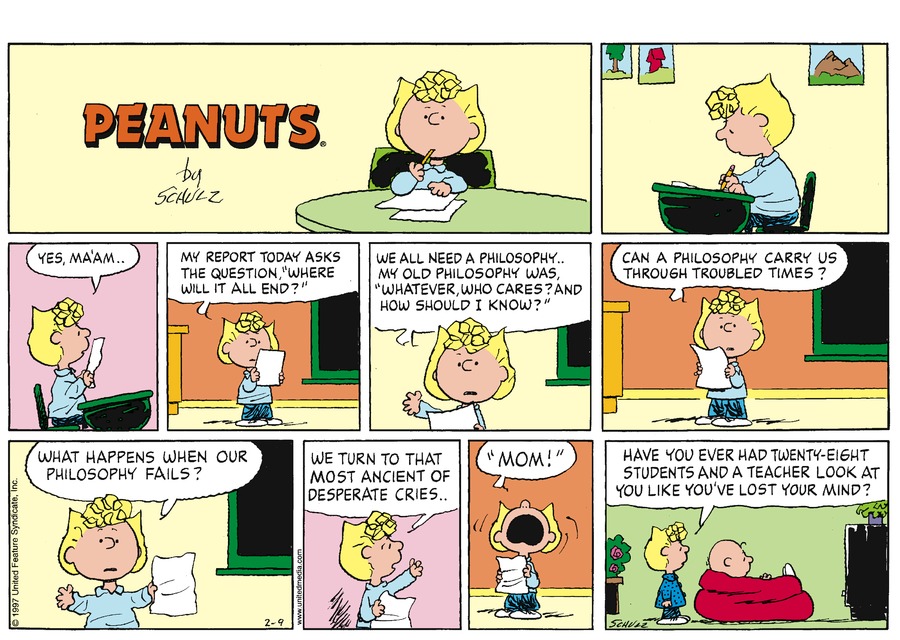 PEANUTS®
by
SCHULZ
YES, MA'AM..
MY REPORT TODAY ASKS
THE QUESTION, "WHERE
WILL IT ALL END?"
WE ALL NEED A PHILOSOPHY..
MY OLD PHILOSOPHY WAS,
"WHATEVER, WHO CARES? AND
HOW SHOULD I KNOW?"
CAN A PHILOSOPHY CARRY US
THROUGH TROUBLED TIMES?
© 1997 United Feature Syndicate, Inc.
WHAT HAPPENS WHEN OUR
PHILOSOPHY FAILS?
2-9
www.unitedmedia.com
WE TURN TO THAT
MOST ANCIENT OF
DESPERATE CRIES..
"MOM!"
HAVE YOU EVER HAD TWENTY-EIGHT
STUDENTS AND A TEACHER LOOK AT
YOU LIKE YOU'VE LOST YOUR MIND?
SCHULZ